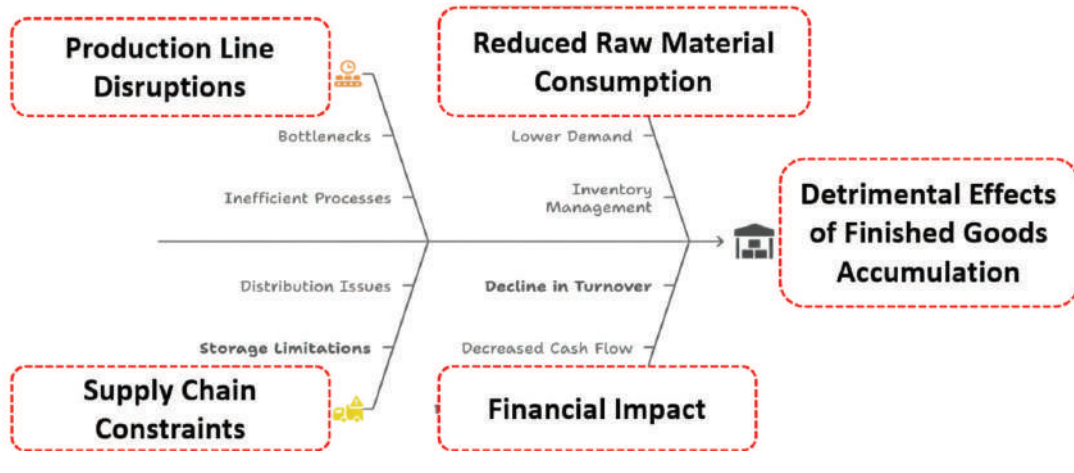 Production Line
Disruptions
Bottlenecks
Inefficient Processes
Reduced Raw Material
Consumption
Lower Demand
Inventory
Management
Detrimental Effects
of Finished Goods
Accumulation
Distribution Issues
Storage Limitations
Supply Chain
Constraints
Decline in Turnover
Decreased Cash Flow
Financial Impact